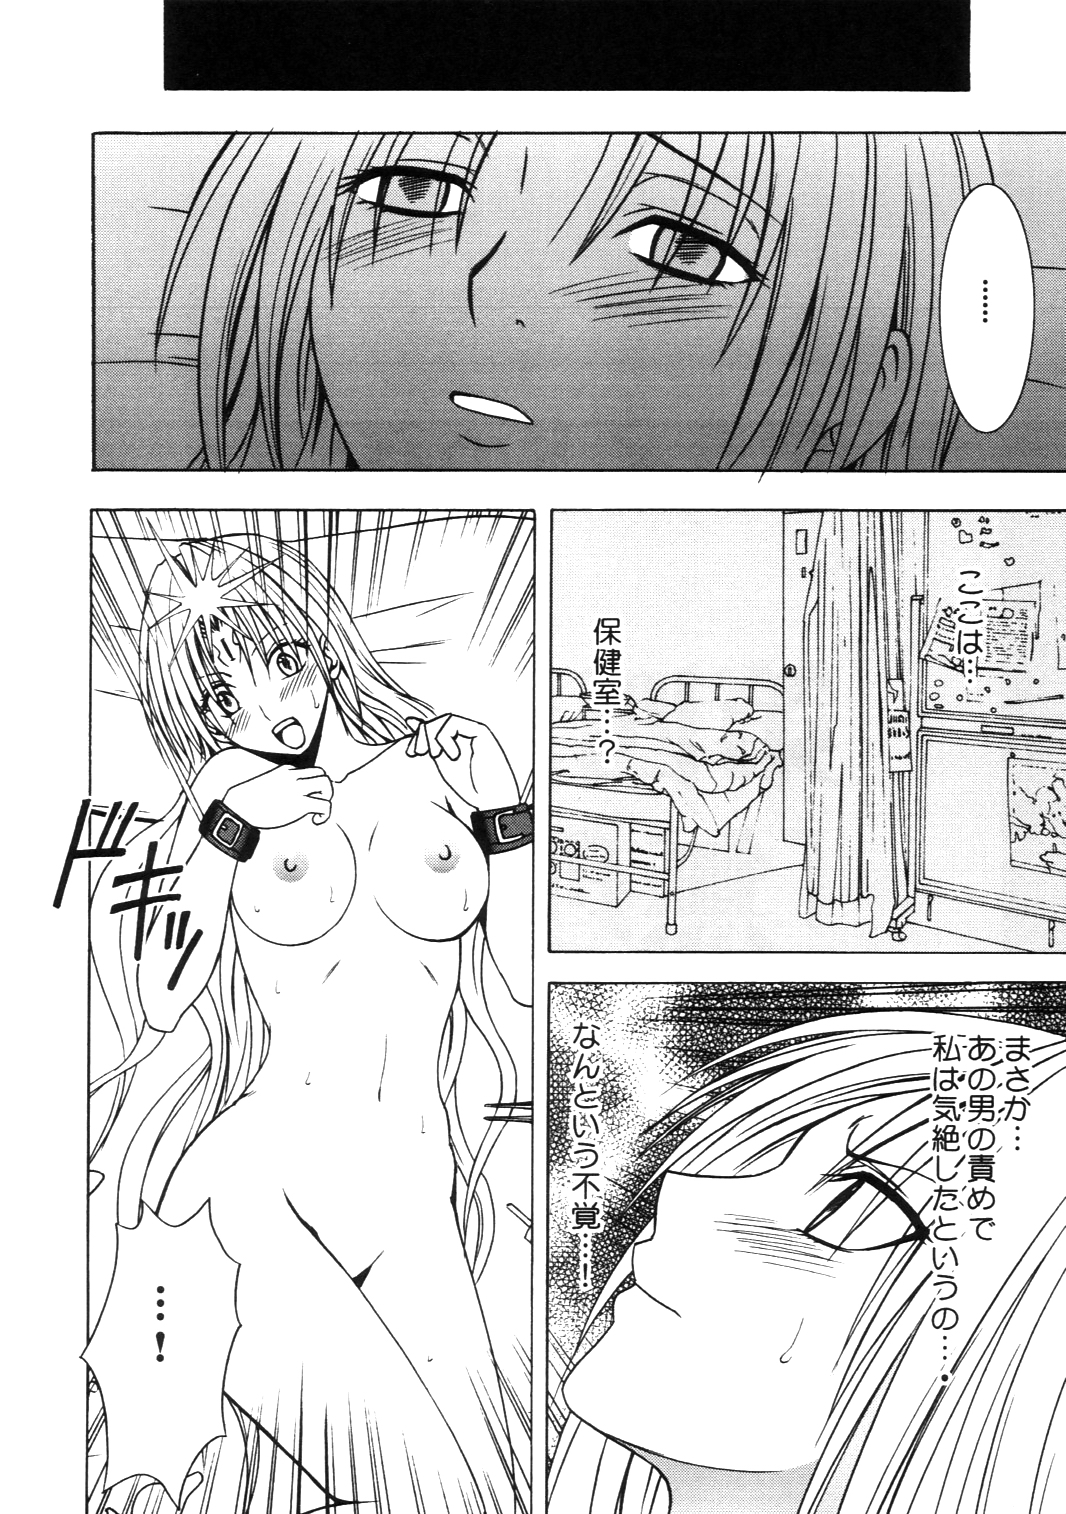 ……
ここは…
保健室…？
まさか…
あの男の責めで
私は気絶したというの…．
なんという不覚…！
ドキッ
…！